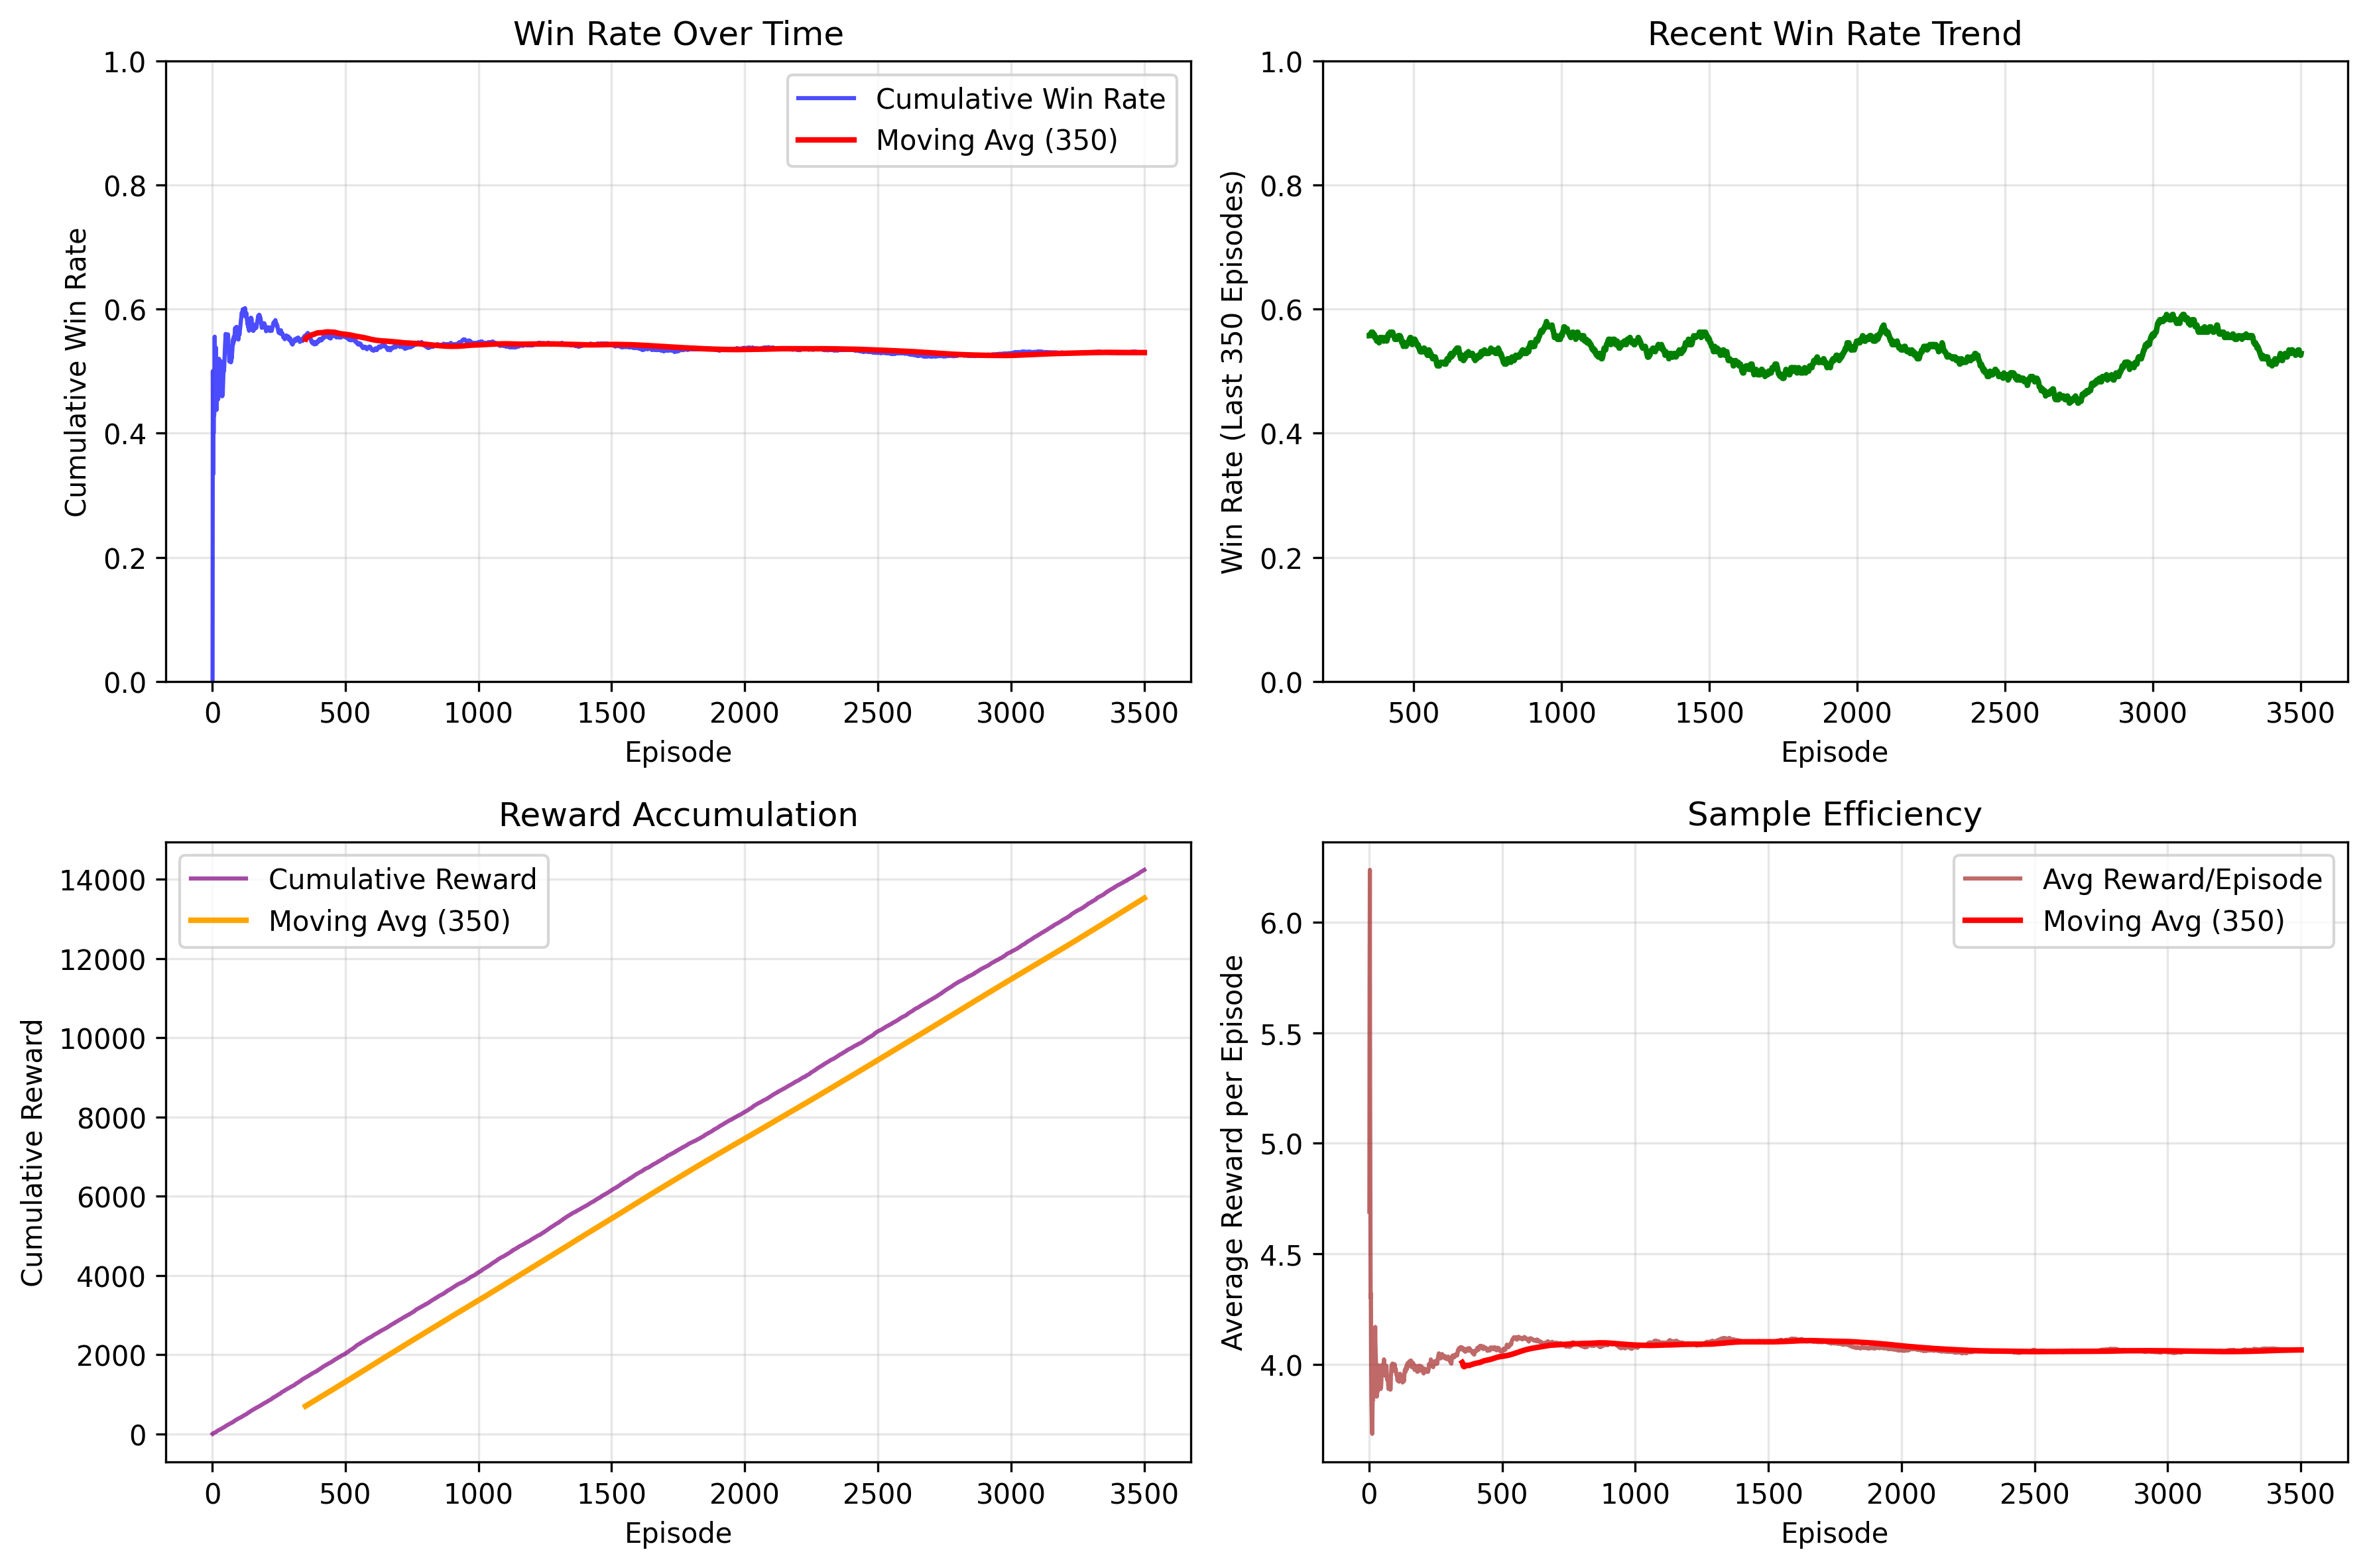 Win Rate Over Time
Cumulative Win Rate
1.0
0.8
0.6
0.4
0.2
0.0
Cumulative Win Rate
Moving Avg (350)
0 500 1000 1500 2000 2500 3000 3500
Episode
Recent Win Rate Trend
Win Rate (Last 350 Episodes)
1.0
0.8
0.6
0.4
0.2
0.0
500 1000 1500 2000 2500 3000 3500
Episode
Reward Accumulation
Cumulative Reward
14000
12000
10000
8000
6000
4000
2000
0
Cumulative Reward
Moving Avg (350)
0 500 1000 1500 2000 2500 3000 3500
Episode
Sample Efficiency
Average Reward per Episode
6.0
5.5
5.0
4.5
4.0
Avg Reward/Episode
Moving Avg (350)
0 500 1000 1500 2000 2500 3000 3500
Episode